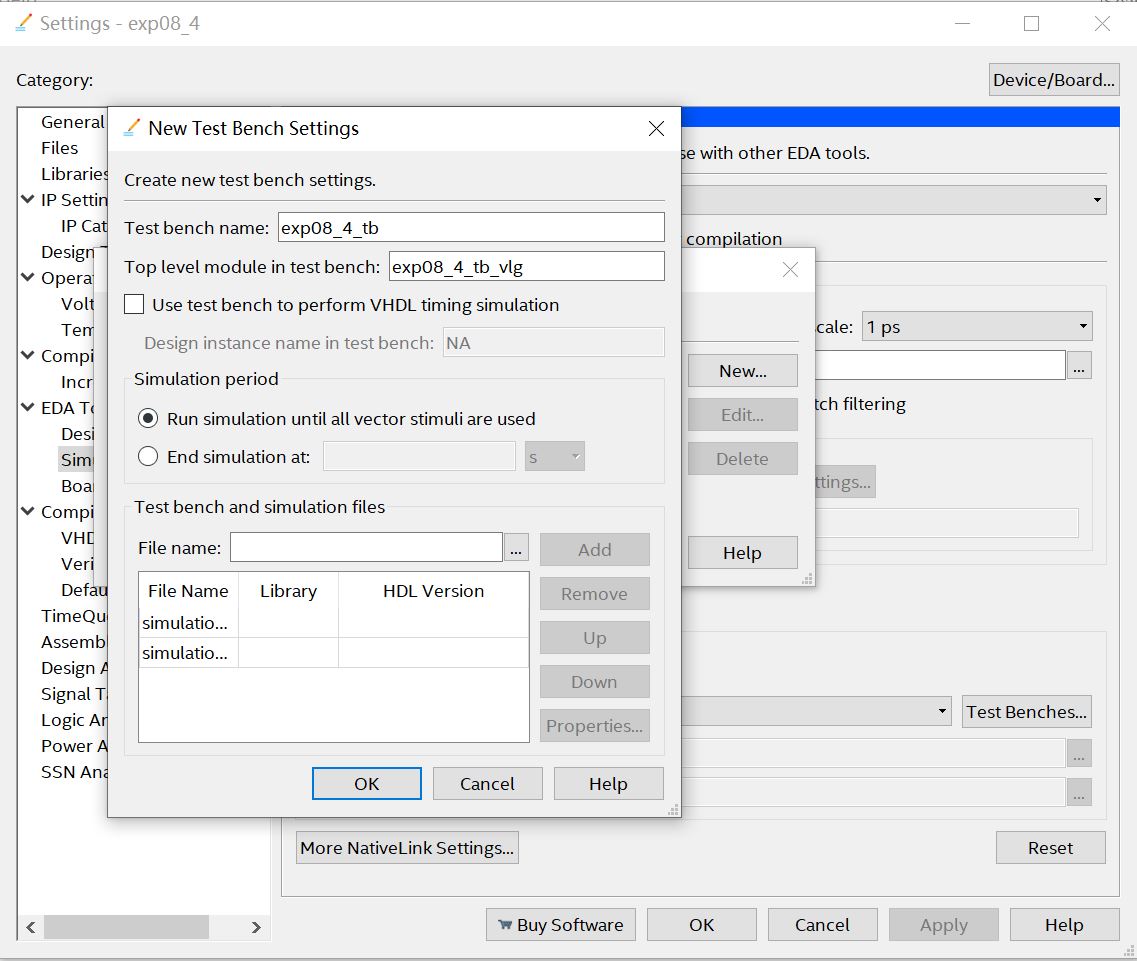 Settings - exp08_4
Category:
Device/Board...
General
Files
Libraries
IP Settin
IP Cat
Design T
Operat
Volt
Tem
Compi
Incr
EDA To
Desi
Sim
Boar
Compi
VHD
Veri
Defau
TimeQu
Assemb
Design A
Signal T
Logic An
Power A
SSN Ana
New Test Bench Settings
Create new test bench settings.
Test bench name: exp08_4_tb
Top level module in test bench: exp08_4_tb_vlg
Use test bench to perform VHDL timing simulation
Design instance name in test bench: NA
Simulation period
Run simulation until all vector stimuli are used
End simulation at: s
Test bench and simulation files
File name: ...
Add
File Name Library HDL Version
simulatio...
simulatio...
Remove
Up
Down
Properties...
OK Cancel Help
New...
Edit...
Delete
Help
se with other EDA tools.
compilation
cale: 1 ps
...
tch filtering
ttings...
Test Benches...
...
...
More NativeLink Settings...
Reset
Buy Software OK Cancel Apply Help